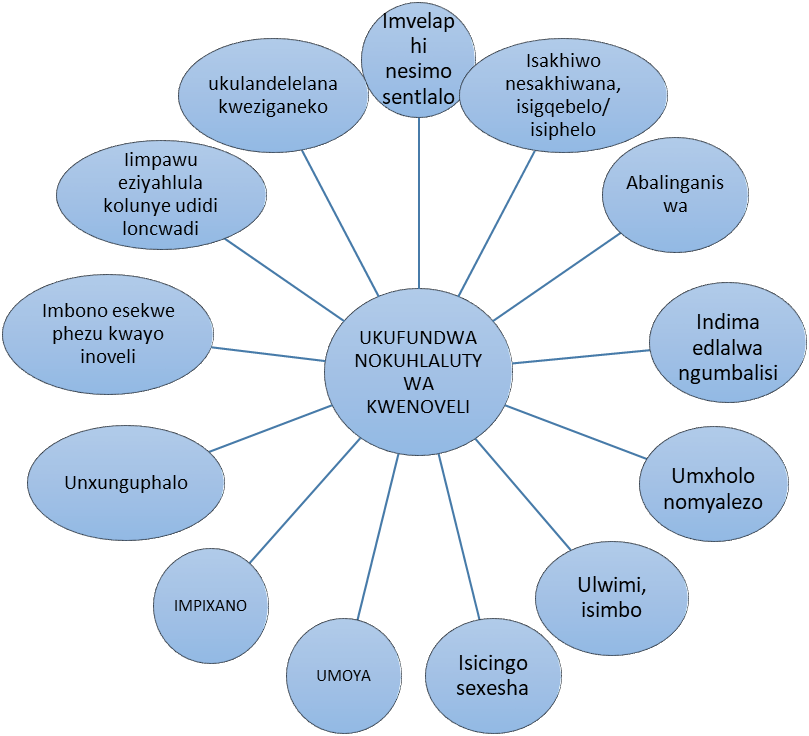 Imvelap
hi
nesimo
sentlalo
Isakhiwo
nesakhiwana,
isigqebelo/
isiphelo
Abalinganis
wa
Indima
edlalwa
ngumbalisi
Umxholo
nomyalezo
Ulwimi,
isimbo
Isicingo
sexesha
UMOYA
IMPIXANO
Unxunguphalo
Imbono esekwe
phezu kwayo
inoveli
Iimpawu
eziyahlula
kolunye udidi
loncwadi
ukulandelelana
kweziganeko
UKUFUNDWA
NOKUHLALUTY
WA
KWENOVELI